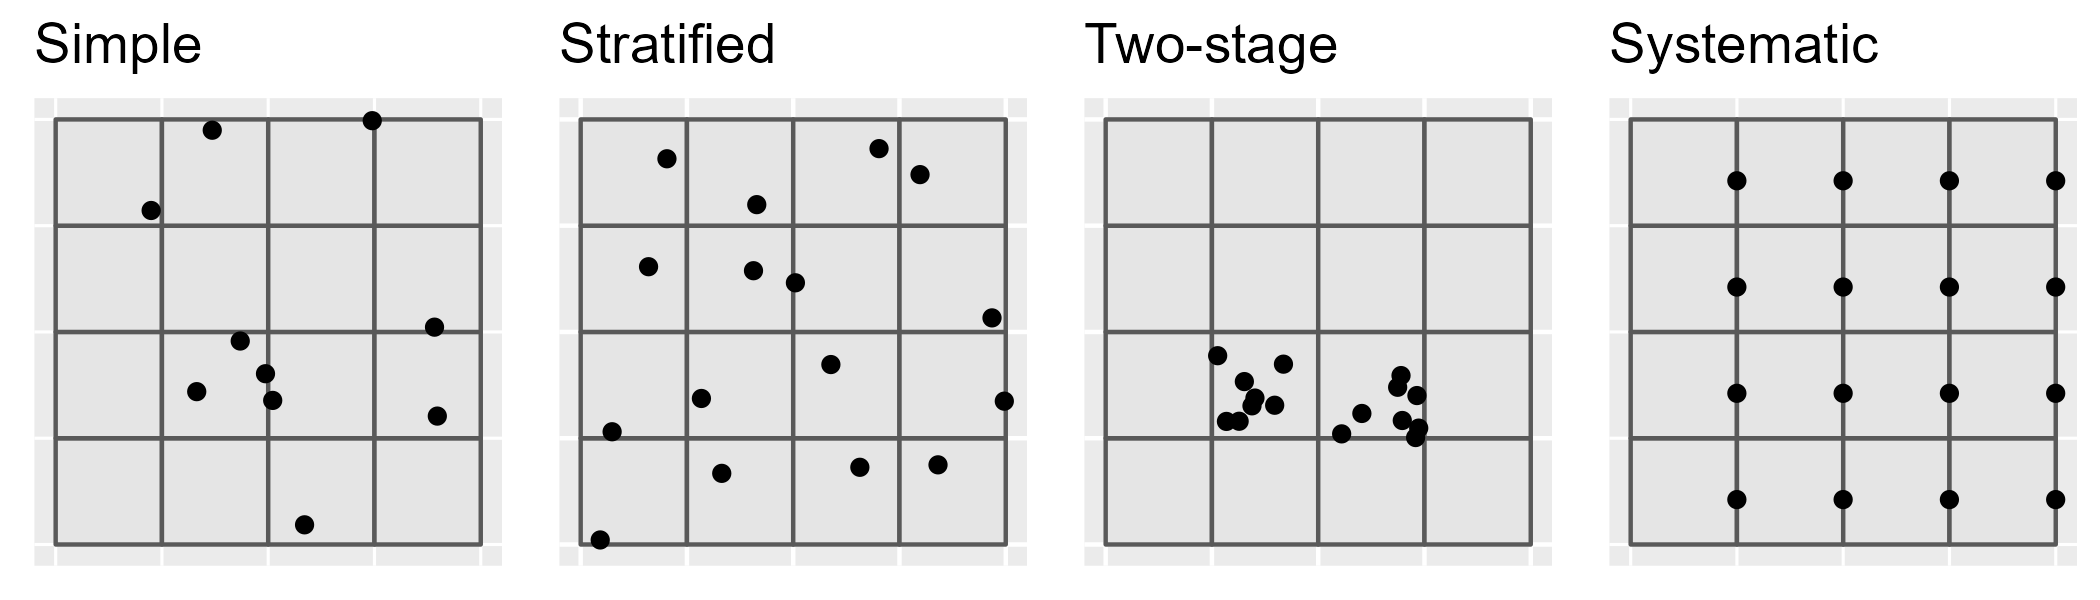 Simple
Stratified
Two-stage
Systematic